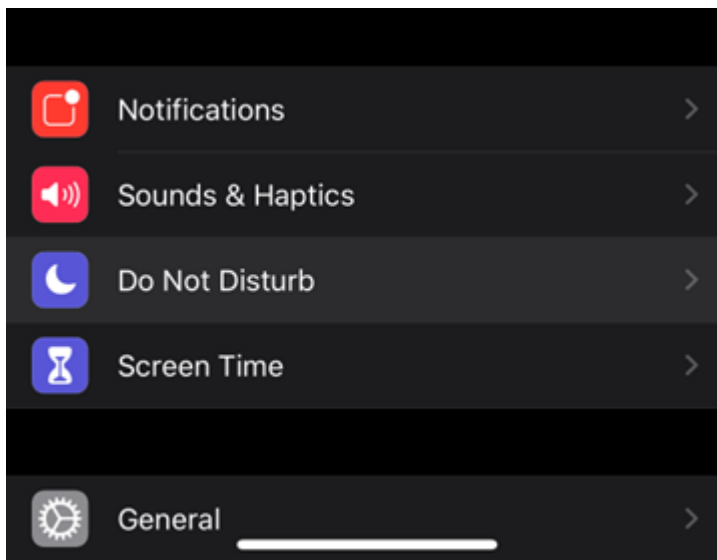 Notifications
Sounds & Haptics
Do Not Disturb
Screen Time
General